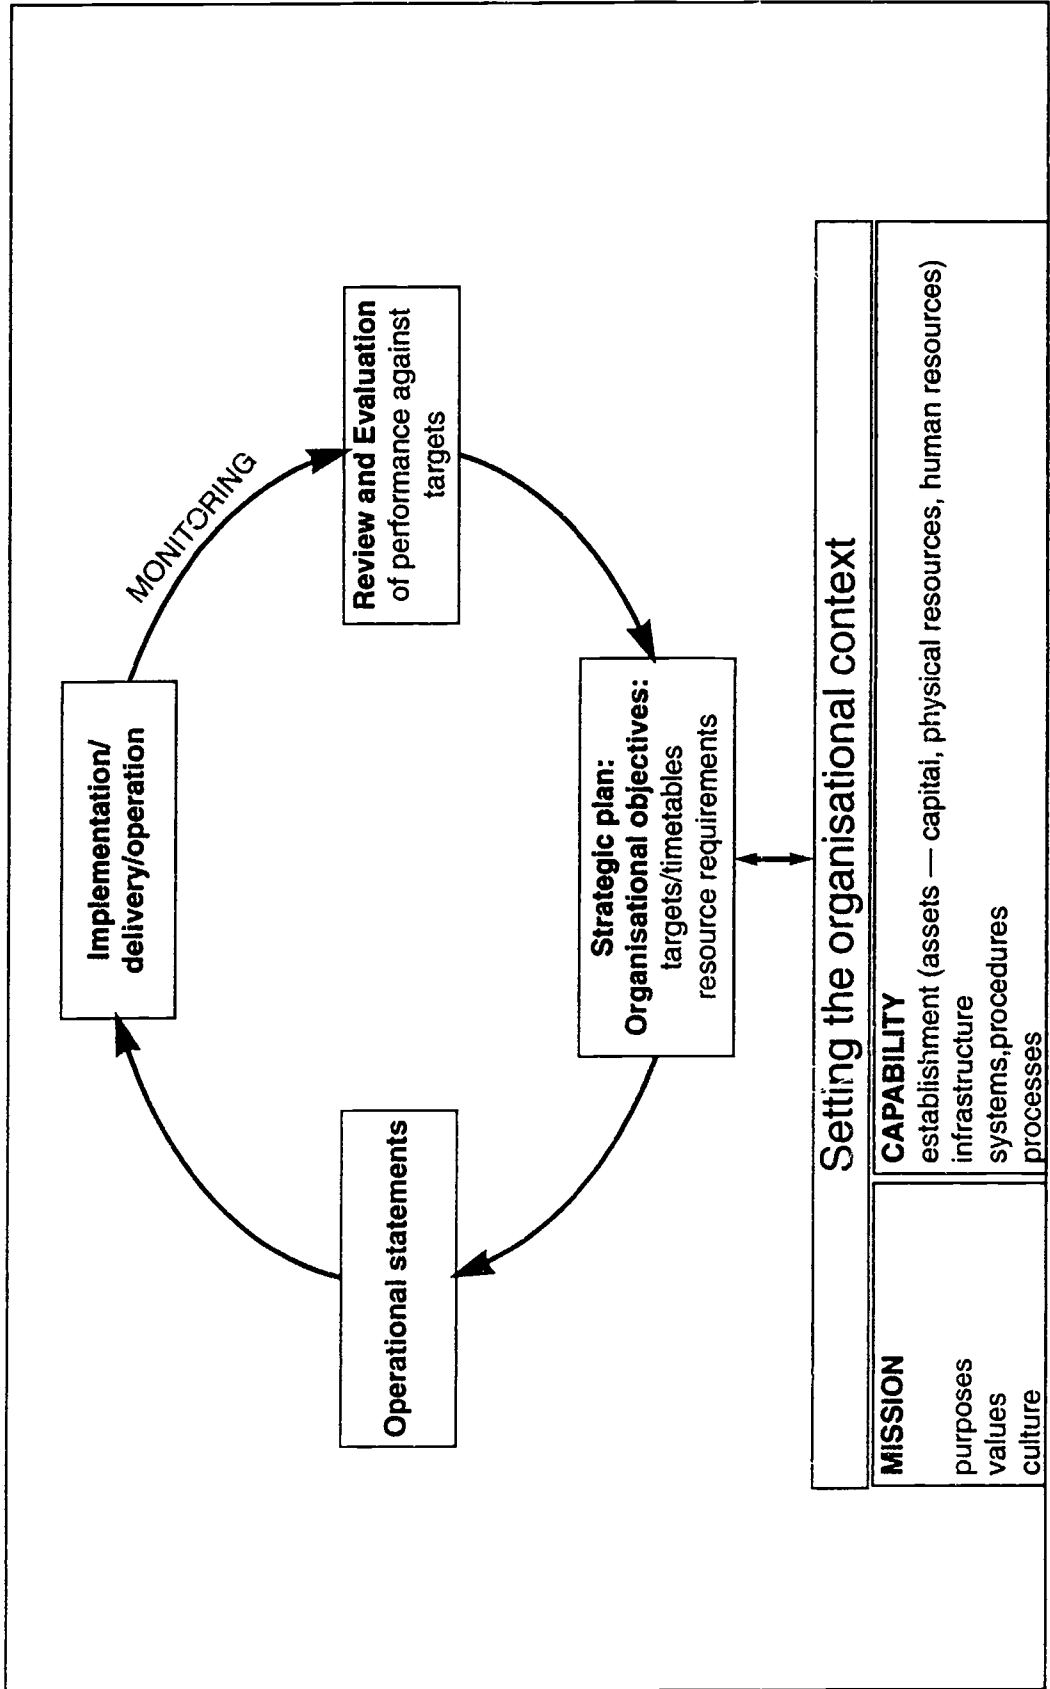 Implementation/
delivery/operation
MONITORING
Operational statements
Review and Evaluation
of performance against
targets
Strategic plan:
Organisational objectives:
targets/timetables
resource requirements
Setting the organisational context
MISSION
purposes
values
culture
CAPABILITY
establishment (assets — capital, physical resources, human resources)
infrastructure
systems,procedures
processes